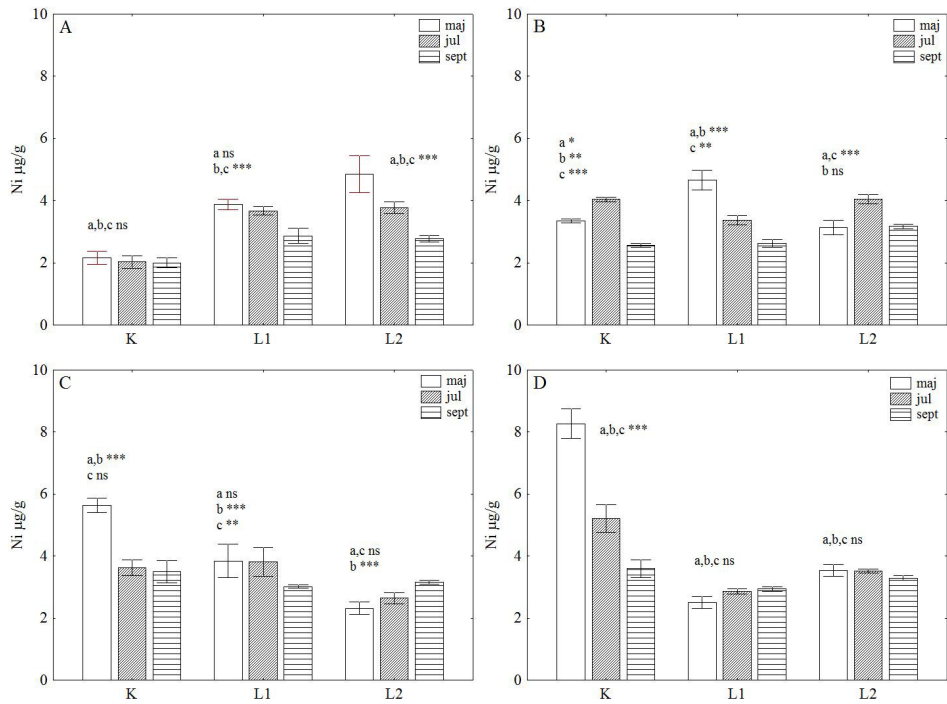 A
maj
jul
sept
Ni µg/g
10
8
6
4
2
0
a,b,c ns
a ns
b,c ***
a,b,c ***
K
L1
L2
B
maj
jul
sept
Ni µg/g
10
8
6
4
2
0
a *
b **
c ***
a,b ***
c **
a,c ***
b ns
K
L1
L2
C
maj
jul
sept
Ni µg/g
10
8
6
4
2
0
a,b ***
c ns
a ns
b ***
c **
a,c ns
b ***
K
L1
L2
D
maj
jul
sept
Ni µg/g
10
8
6
4
2
0
a,b,c ***
a,b,c ns
a,b,c ns
K
L1
L2